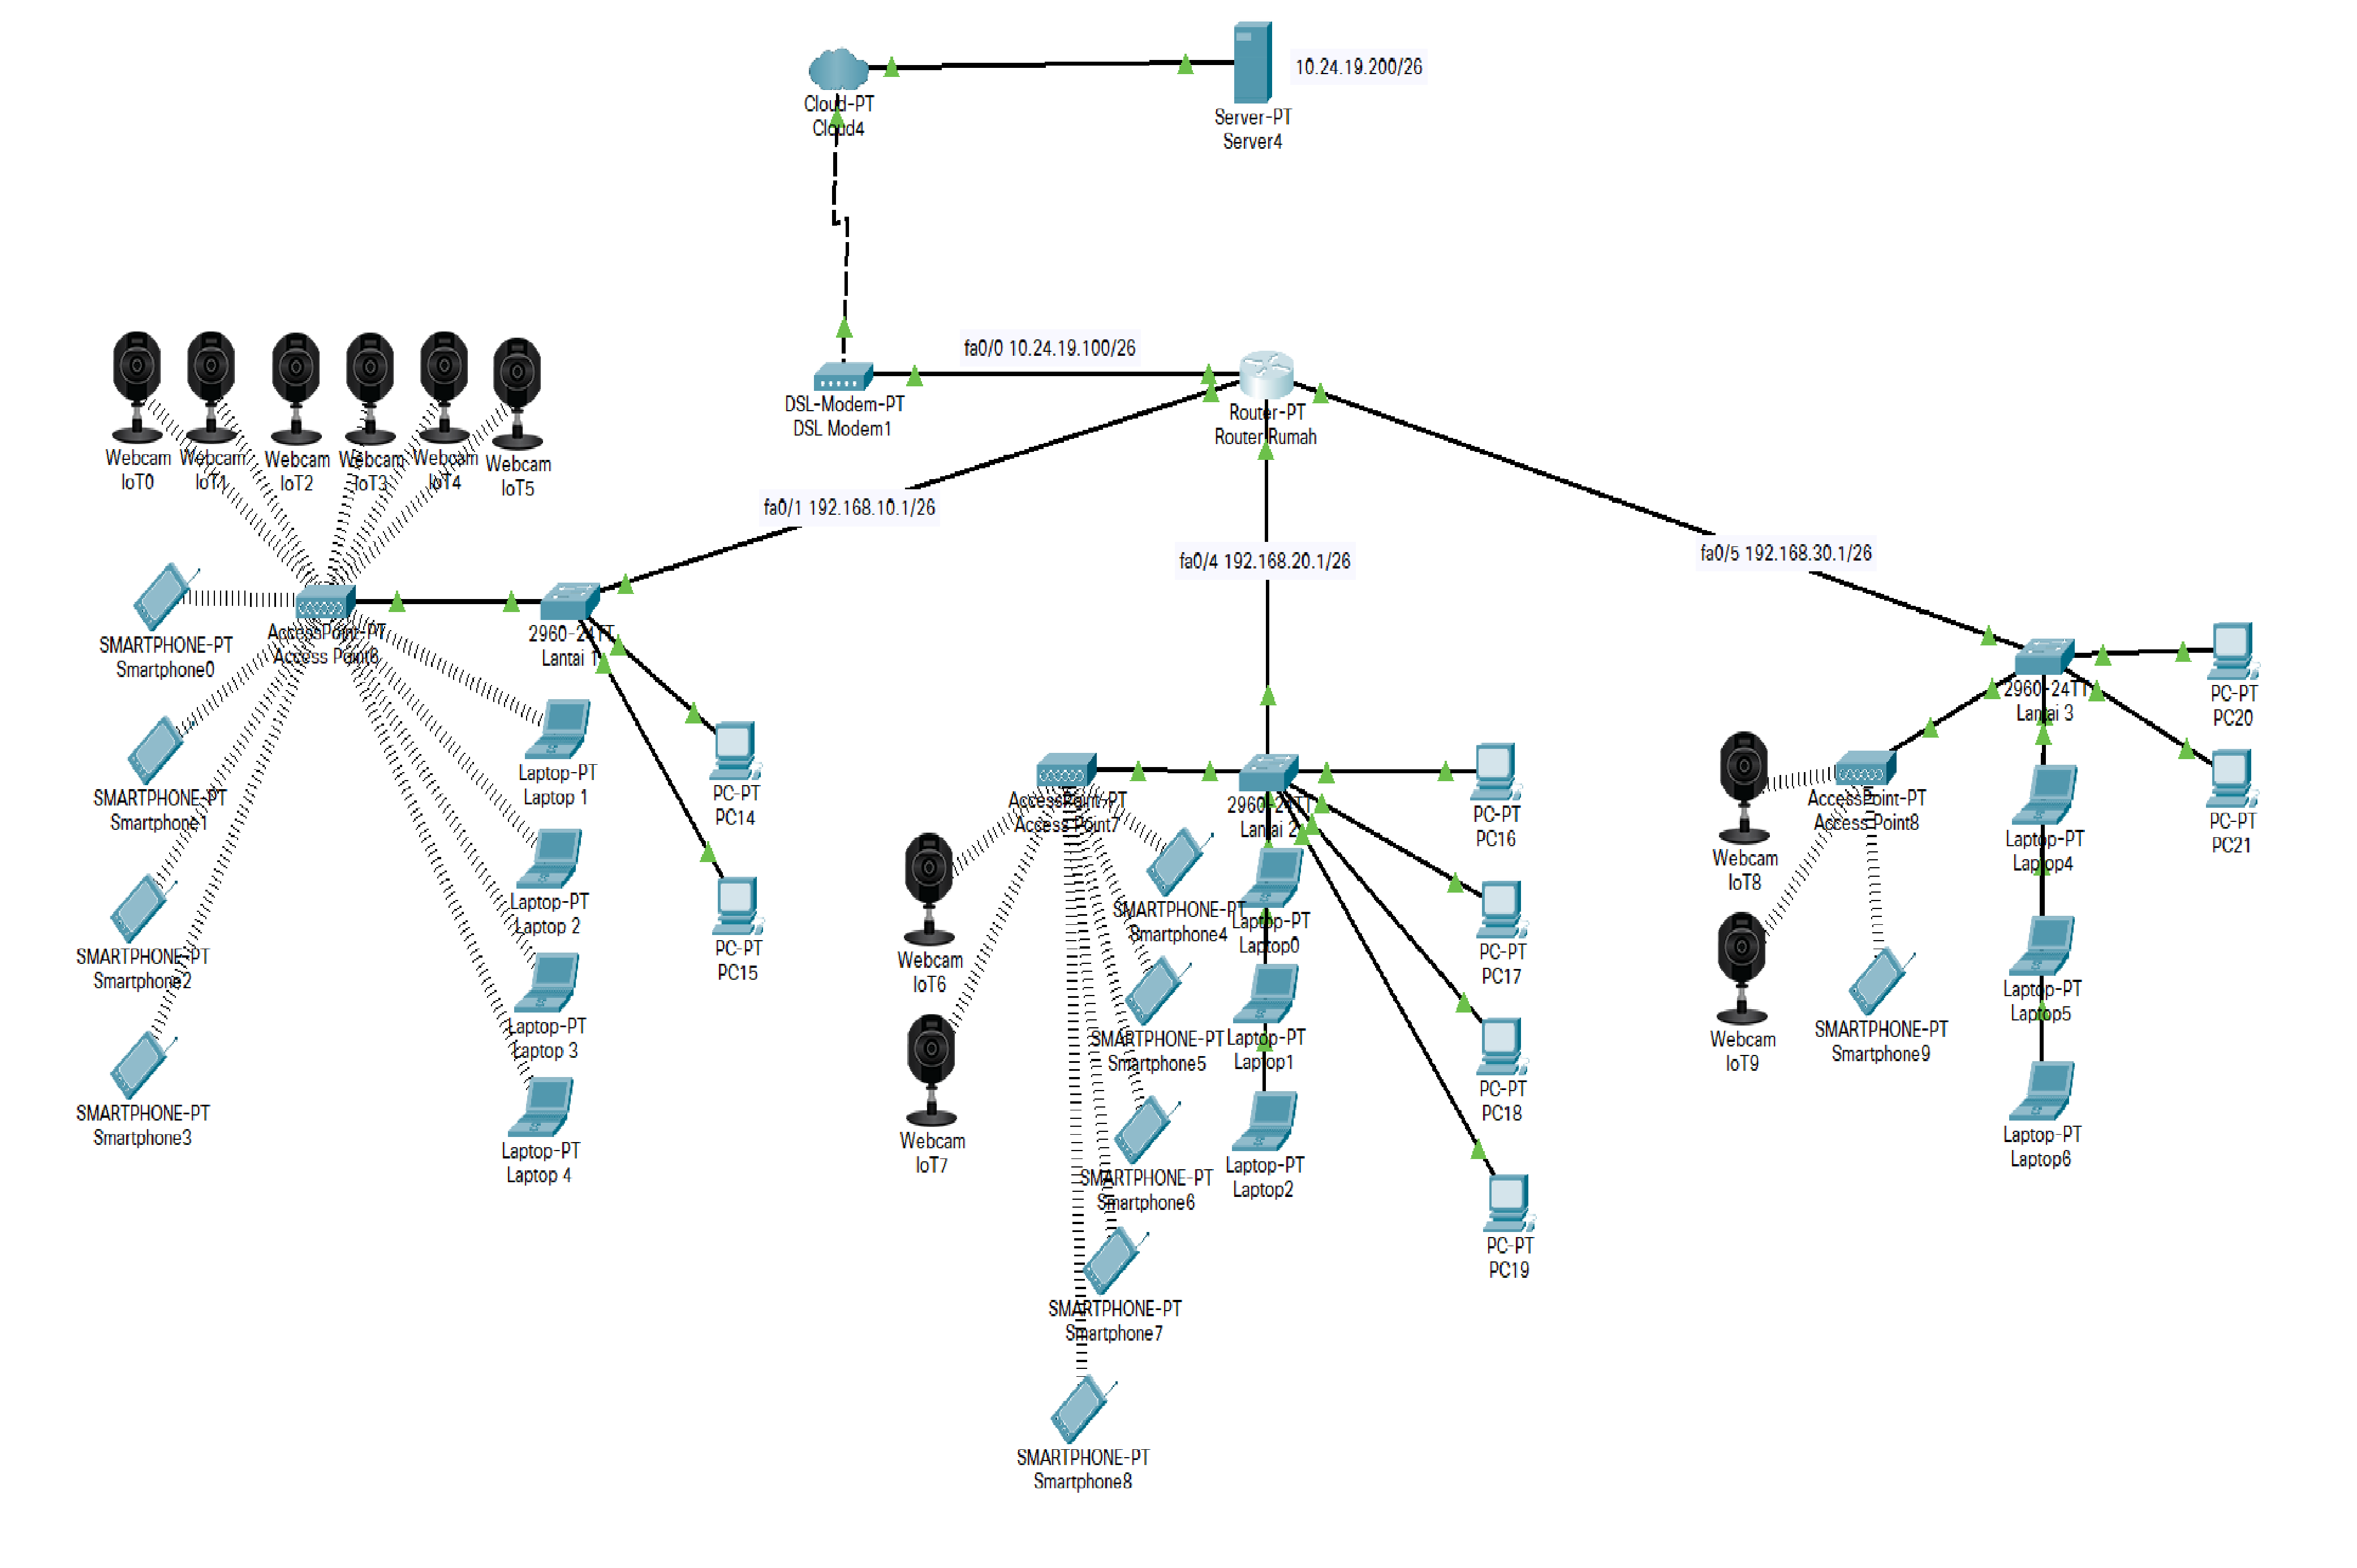 10.24.19.200/26
Cloud-PT
Cloud4
Server-PT
Server4
fa0/0 10.24.19.100/26
DSL-Modem-PT
DSL Modem1
Router-PT
Router Rumah
Webcam
IoT0
Webcam
IoT1
Webcam
IoT2
Webcam
IoT3
Webcam
IoT4
Webcam
IoT5
fa0/1 192.168.10.1/26
fa0/4 192.168.20.1/26
fa0/5 192.168.30.1/26
SMARTPHONE-PT
Smartphone0
AccessPoint-PT
Access Point6
2960-24TT
Lantai 1
SMARTPHONE-PT
Smartphone1
Laptop-PT
Laptop 1
PC-PT
PC14
SMARTPHONE-PT
Smartphone2
Laptop-PT
Laptop 2
PC-PT
PC15
SMARTPHONE-PT
Smartphone3
Laptop-PT
Laptop 3
Laptop-PT
Laptop 4
AccessPoint-PT
Access Point7
2960-24TT
Lantai 2
PC-PT
PC16
Webcam
IoT6
SMARTPHONE-PT
Smartphone4
Laptop-PT
Laptop0
PC-PT
PC17
Webcam
IoT7
SMARTPHONE-PT
Smartphone5
Laptop-PT
Laptop1
PC-PT
PC18
SMARTPHONE-PT
Smartphone6
Laptop-PT
Laptop2
PC-PT
PC19
SMARTPHONE-PT
Smartphone7
SMARTPHONE-PT
Smartphone8
2960-24TT
Lantai 3
PC-PT
PC20
Webcam
IoT8
AccessPoint-PT
Access Point8
Laptop-PT
Laptop4
PC-PT
PC21
Webcam
IoT9
SMARTPHONE-PT
Smartphone9
Laptop-PT
Laptop5
Laptop-PT
Laptop6